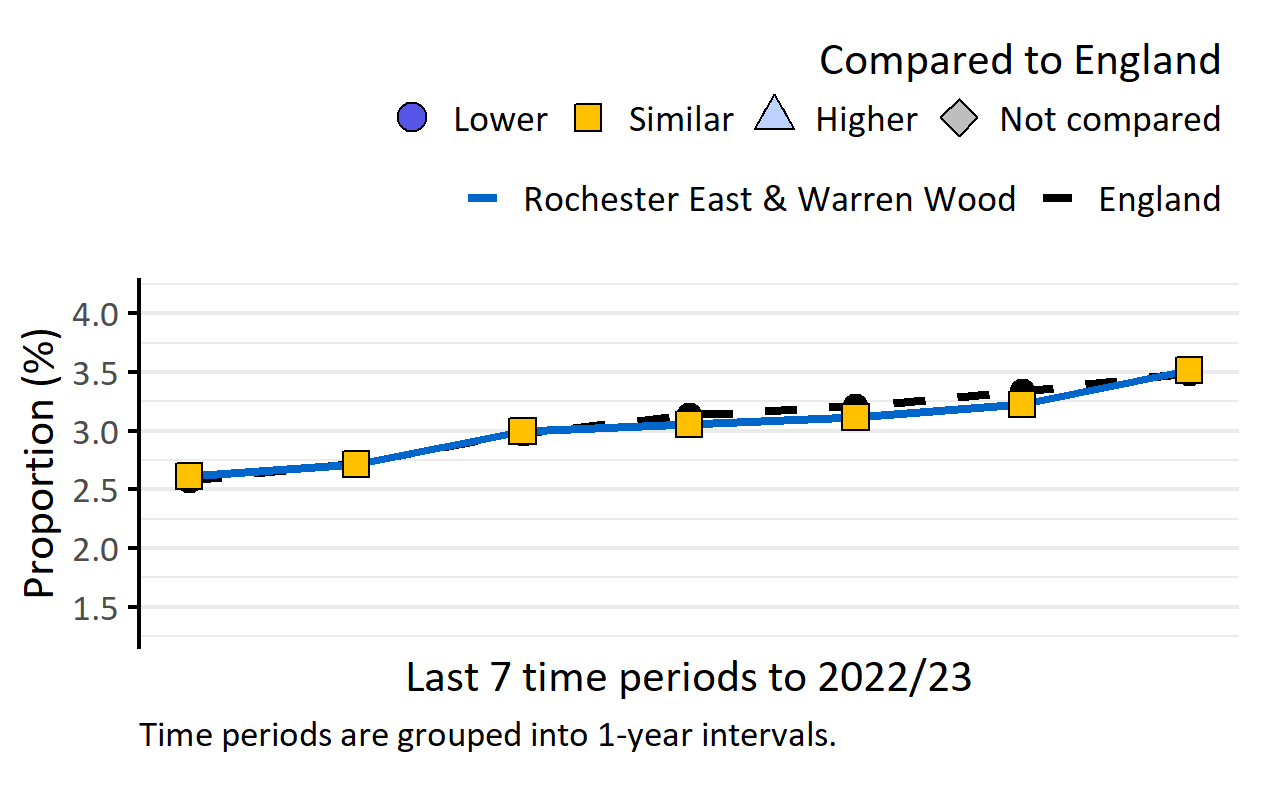 Compared to England
Lower Similar Higher Not compared
Rochester East & Warren Wood England
Proportion (%)
4.0
3.5
3.0
2.5
2.0
1.5
Last 7 time periods to 2022/23
Time periods are grouped into 1-year intervals.